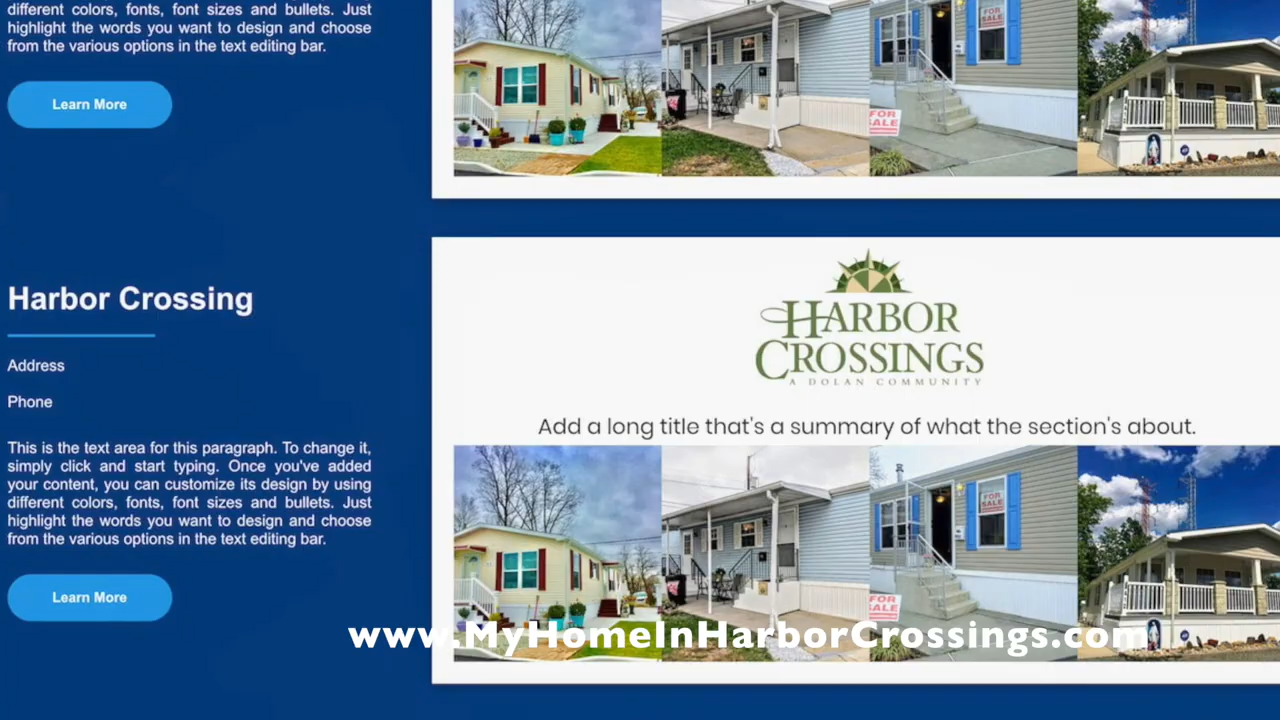 different colors, fonts, font sizes and bullets. Just
highlight the words you want to design and choose
from the various options in the text editing bar.
Learn More
FOR
SALE
FOR
SALE
Harbor Crossing
Address
Phone
This is the text area for this paragraph. To change it,
simply click and start typing. Once you've added
your content, you can customize its design by using
different colors, fonts, font sizes and bullets. Just
highlight the words you want to design and choose
from the various options in the text editing bar.
Learn More
HARBOR
CROSSINGS
A DOLAN COMMUNITY
Add a long title that's a summary of what the section's about.
FOR
SALE
FOR
SALE
www.MyHomeInHarborCrossings.com